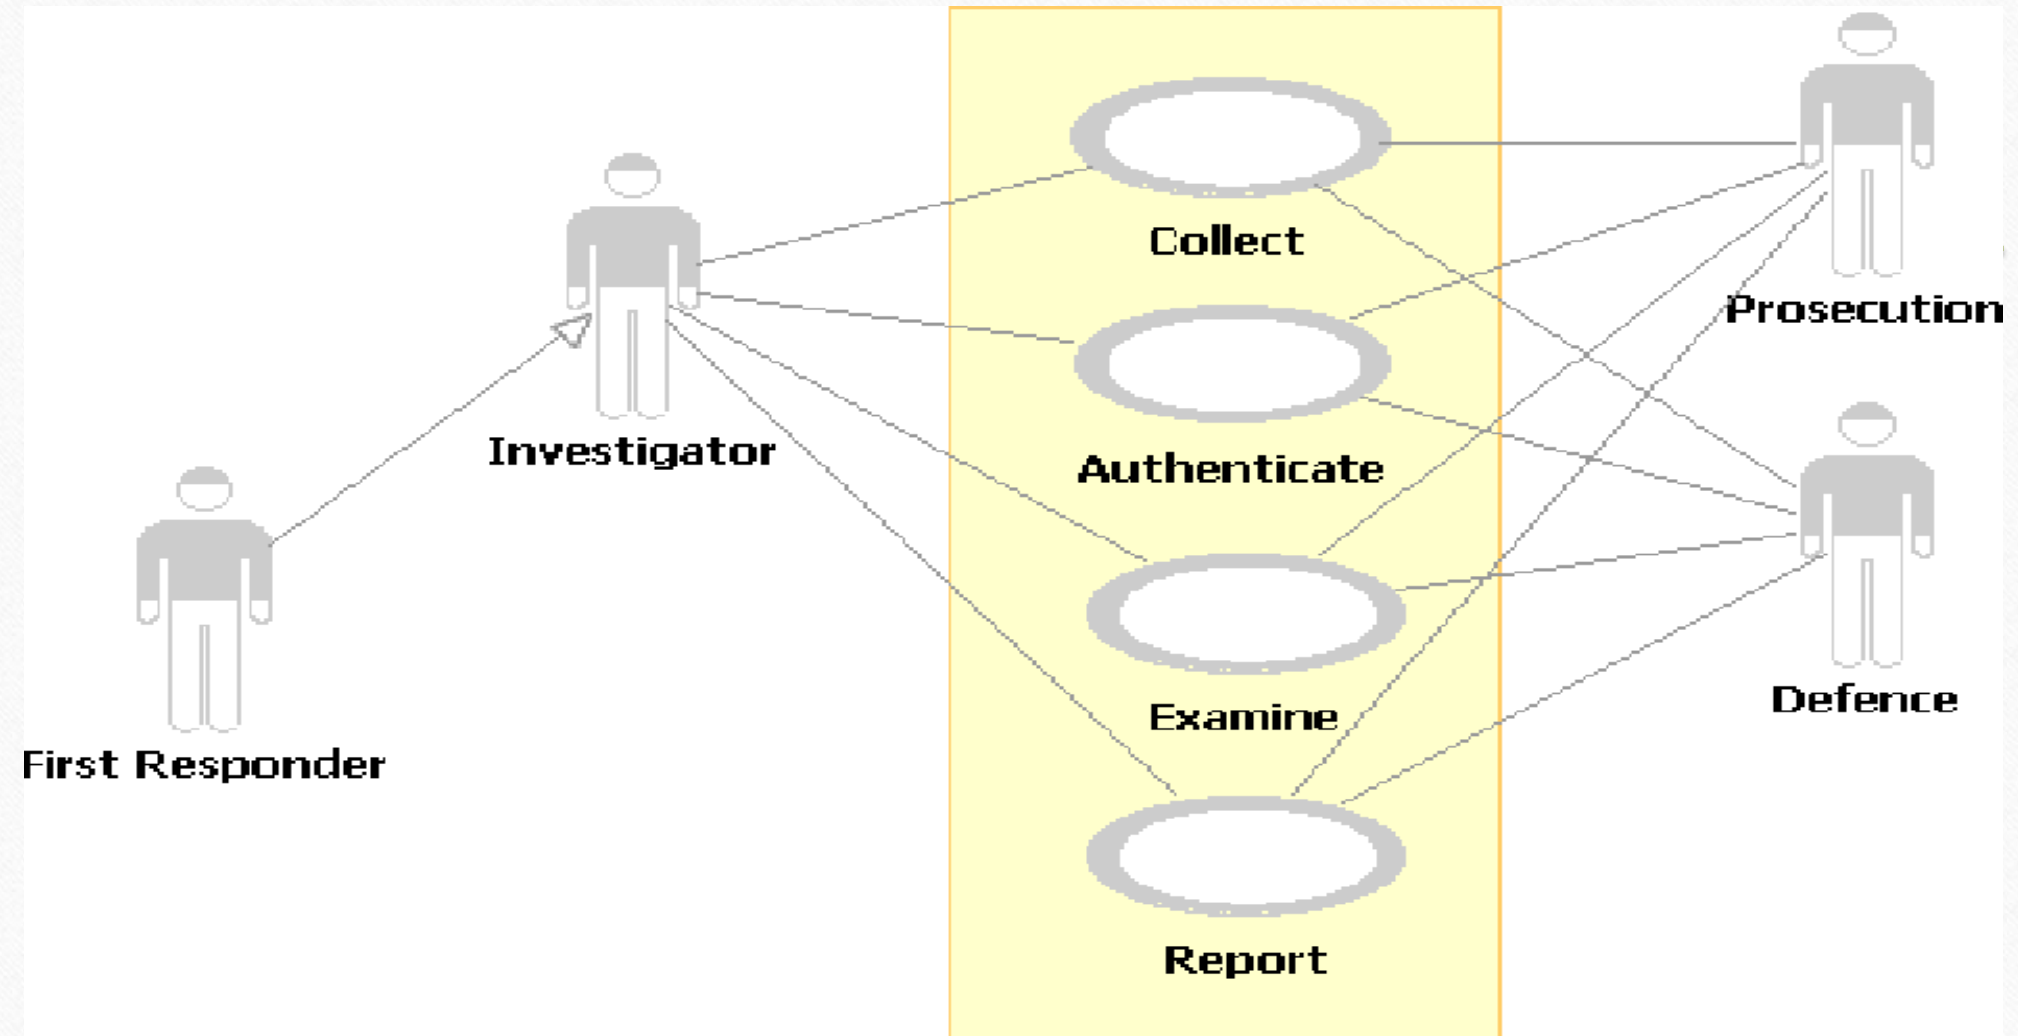 Collect
Prosecution
Investigator
Authenticate
Defence
Examine
First Responder
Report